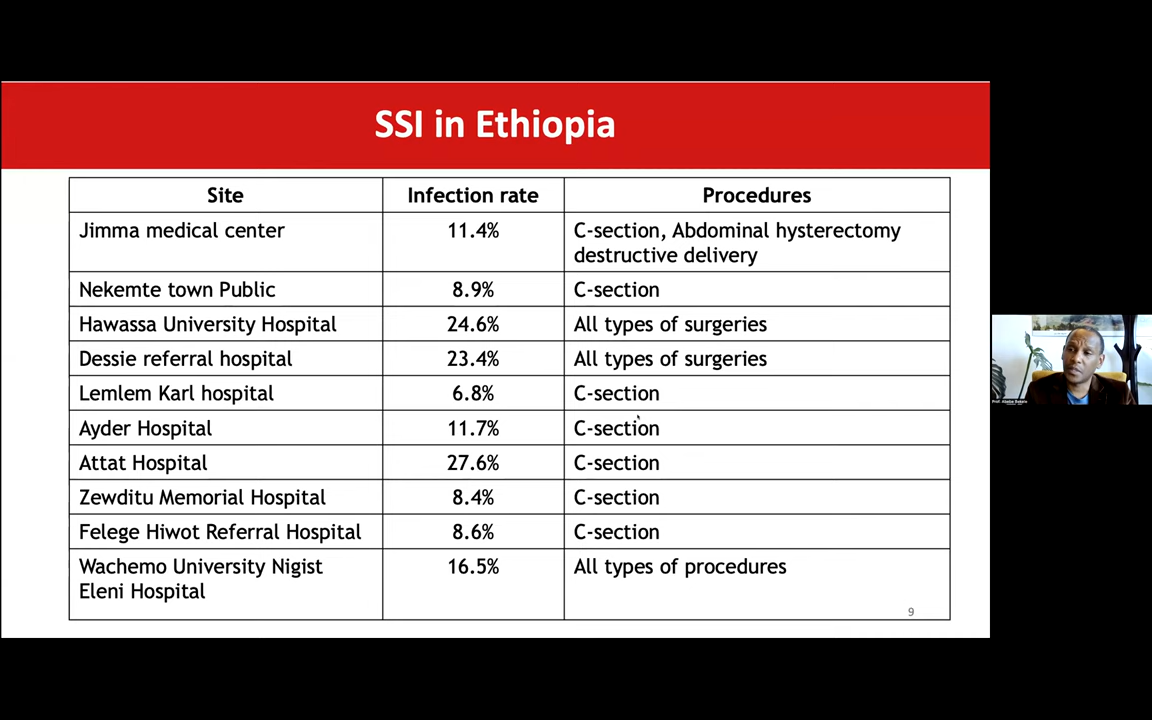 SSI in Ethiopia
Site Infection rate Procedures
Jimma medical center 11.4% C-section, Abdominal hysterectomy
destructive delivery
Nekemte town Public 8.9% C-section
Hawassa University Hospital 24.6% All types of surgeries
Dessie referral hospital 23.4% All types of surgeries
Lemlem Karl hospital 6.8% C-section
Ayder Hospital 11.7% C-section
Attat Hospital 27.6% C-section
Zewditu Memorial Hospital 8.4% C-section
Felege Hiwot Referral Hospital 8.6% C-section
Wachemo University Nigist 16.5% All types of procedures
Eleni Hospital
9